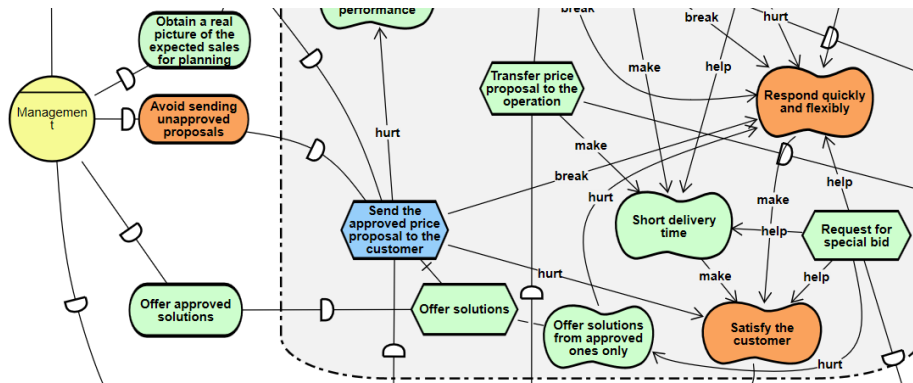 performance
Obtain a real
picture of the
expected sales
for planning
break
hurt
Transfer price
proposal to the
operation
make
help
Respond quickly
and flexibly
Managemen
t
Avoid sending
unapproved
proposals
hurt
make
break
make
help
hurt
Send the
approved price
proposal to the
customer
Short delivery
time
help
Request for
special bid
hurt
make
help
Offer approved
solutions
Offer solutions
Offer solutions
from approved
ones only
Satisfy the
customer
hurt